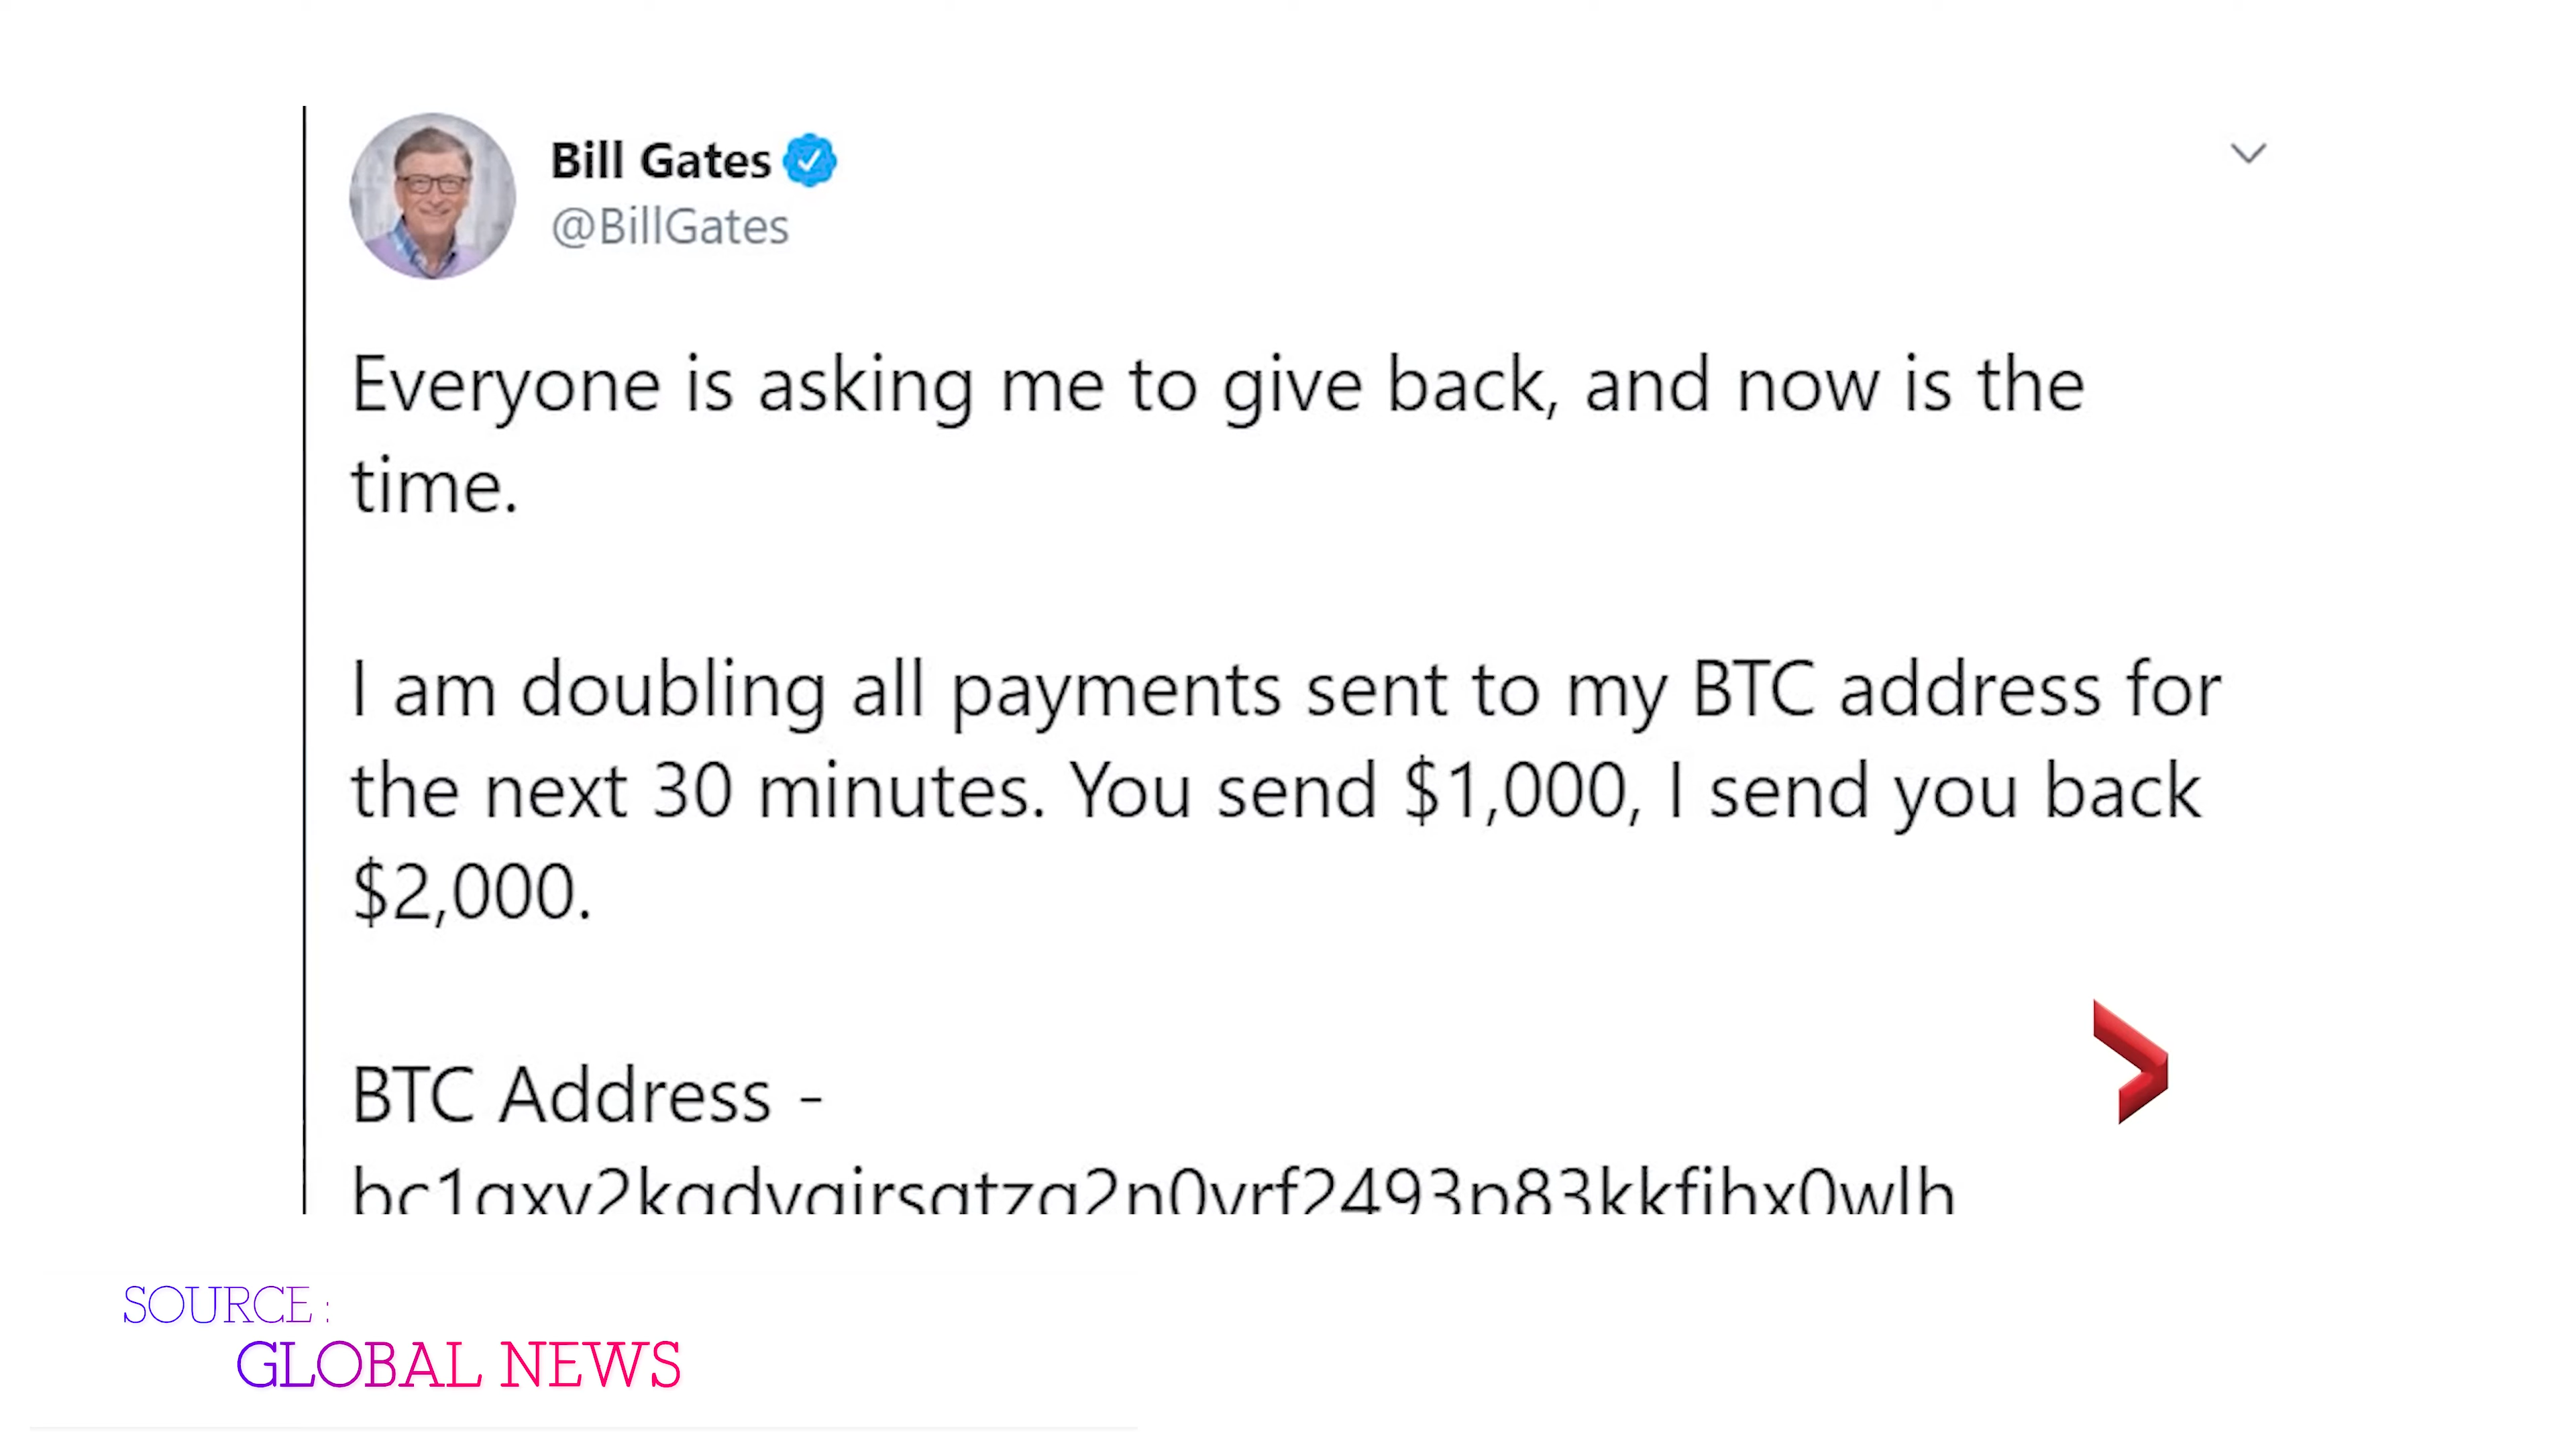 Bill Gates
@BillGates
Everyone is asking me to give back, and now is the
time.
I am doubling all payments sent to my BTC address for
the next 30 minutes. You send $1,000, I send you back
$2,000.
BTC Address -
SOURCE :
GLOBAL NEWS